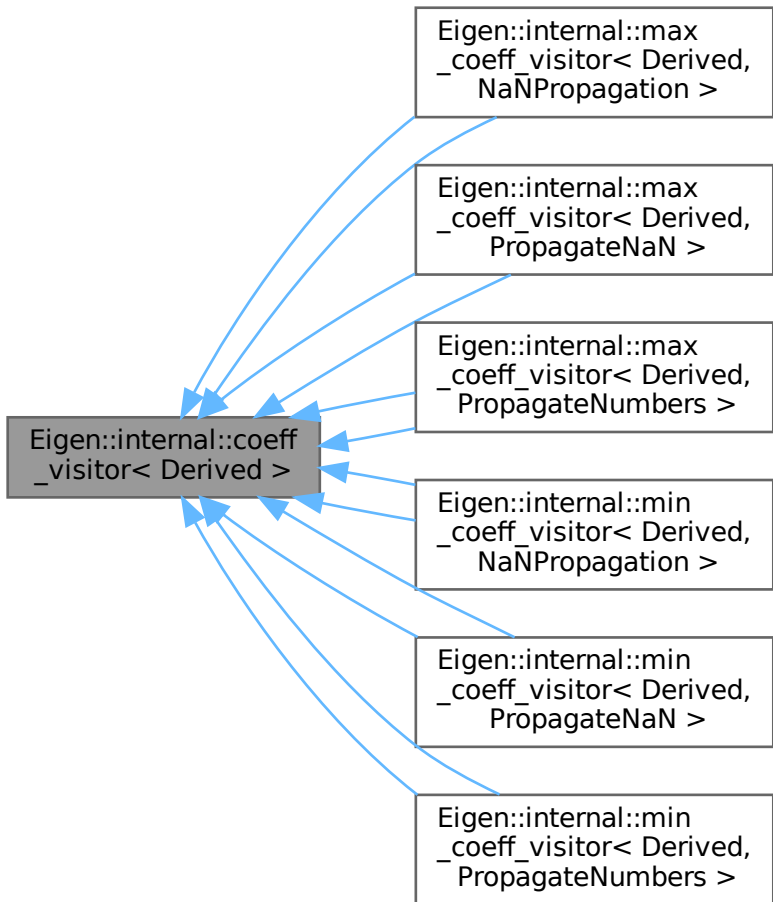 Eigen::internal::max
_coeff_visitor< Derived,
NaNPropagation >
Eigen::internal::max
_coeff_visitor< Derived,
PropagateNaN >
Eigen::internal::max
_coeff_visitor< Derived,
PropagateNumbers >
Eigen::internal::coeff
_visitor< Derived >
Eigen::internal::min
_coeff_visitor< Derived,
NaNPropagation >
Eigen::internal::min
_coeff_visitor< Derived,
PropagateNaN >
Eigen::internal::min
_coeff_visitor< Derived,
PropagateNumbers >